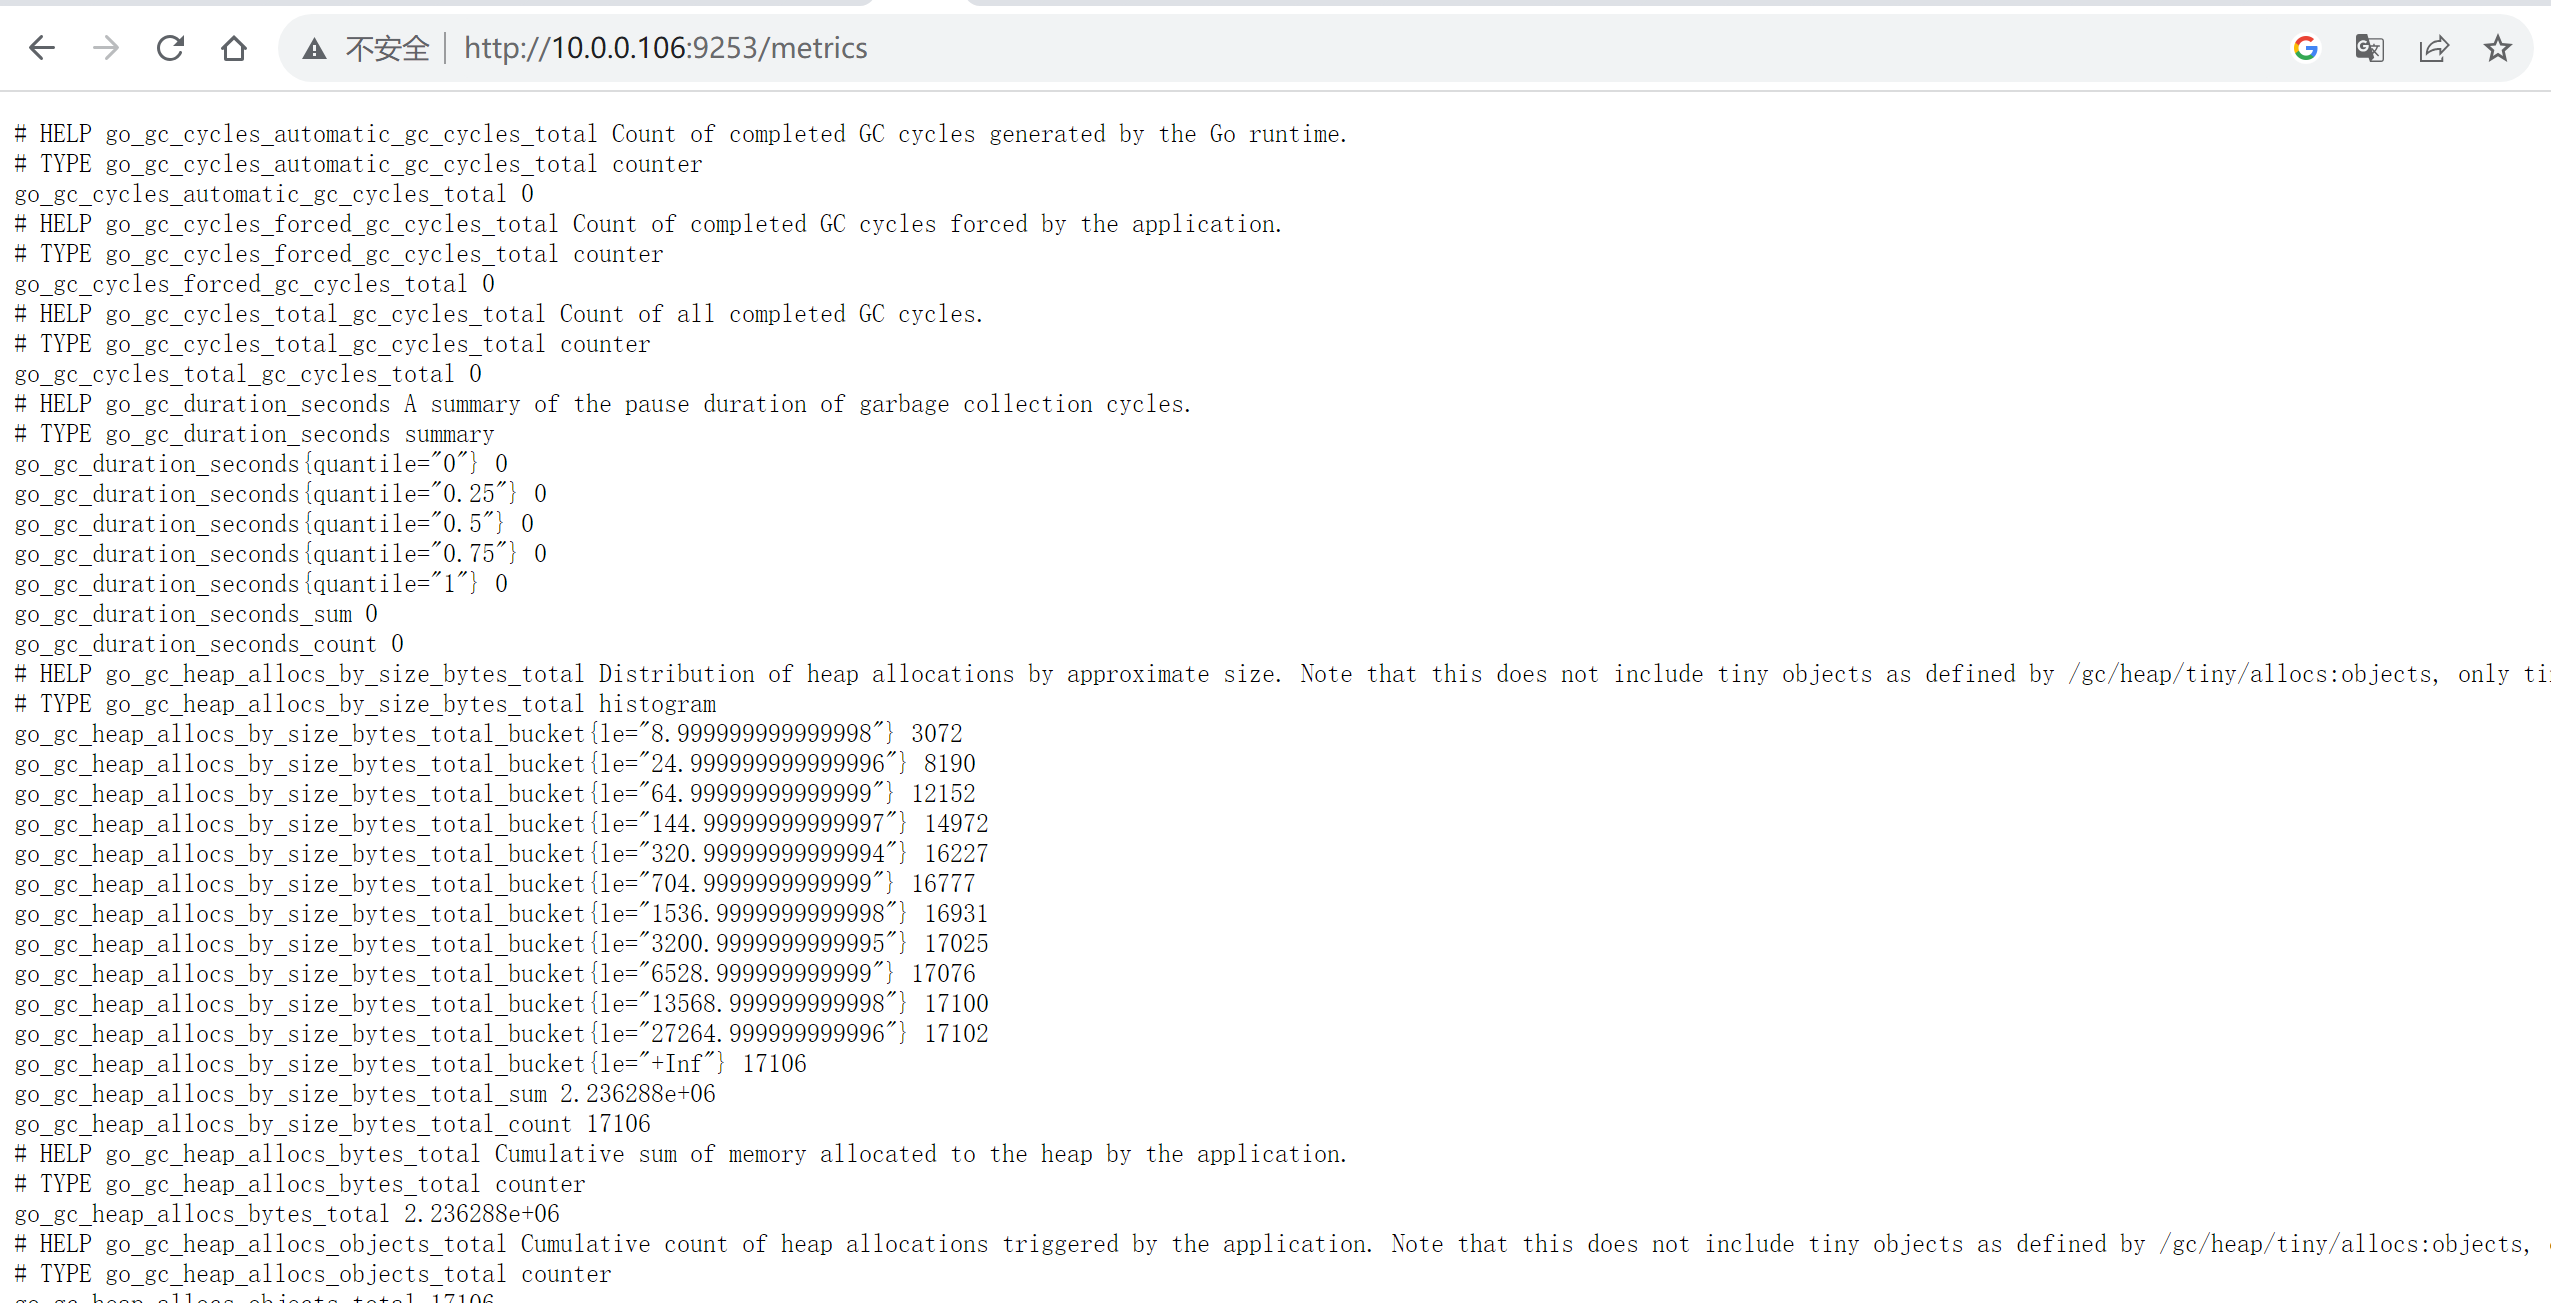 不安全 http://10.0.0.106:9253/metrics
# HELP go_gc_cycles_automatic_gc_cycles_total Count of completed GC cycles generated by the Go runtime.
# TYPE go_gc_cycles_automatic_gc_cycles_total counter
go_gc_cycles_automatic_gc_cycles_total 0
# HELP go_gc_cycles_forced_gc_cycles_total Count of completed GC cycles forced by the application.
# TYPE go_gc_cycles_forced_gc_cycles_total counter
go_gc_cycles_forced_gc_cycles_total 0
# HELP go_gc_cycles_total_gc_cycles_total Count of all completed GC cycles.
# TYPE go_gc_cycles_total_gc_cycles_total counter
go_gc_cycles_total_gc_cycles_total 0
# HELP go_gc_duration_seconds A summary of the pause duration of garbage collection cycles.
# TYPE go_gc_duration_seconds summary
go_gc_duration_seconds{quantile="0"} 0
go_gc_duration_seconds{quantile="0.25"} 0
go_gc_duration_seconds{quantile="0.5"} 0
go_gc_duration_seconds{quantile="0.75"} 0
go_gc_duration_seconds{quantile="1"} 0
go_gc_duration_seconds_sum 0
go_gc_duration_seconds_count 0
# HELP go_gc_heap_allocs_by_size_bytes_total Distribution of heap allocations by approximate size. Note that this does not include tiny objects as defined by /gc/heap/tiny/allocs:objects, only ti
# TYPE go_gc_heap_allocs_by_size_bytes_total histogram
go_gc_heap_allocs_by_size_bytes_total_bucket{le="8.999999999999998"} 3072
go_gc_heap_allocs_by_size_bytes_total_bucket{le="24.999999999999996"} 8190
go_gc_heap_allocs_by_size_bytes_total_bucket{le="64.99999999999999"} 12152
go_gc_heap_allocs_by_size_bytes_total_bucket{le="144.99999999999997"} 14972
go_gc_heap_allocs_by_size_bytes_total_bucket{le="320.99999999999994"} 16227
go_gc_heap_allocs_by_size_bytes_total_bucket{le="704.9999999999999"} 16777
go_gc_heap_allocs_by_size_bytes_total_bucket{le="1536.9999999999998"} 16931
go_gc_heap_allocs_by_size_bytes_total_bucket{le="3200.9999999999995"} 17025
go_gc_heap_allocs_by_size_bytes_total_bucket{le="6528.999999999999"} 17076
go_gc_heap_allocs_by_size_bytes_total_bucket{le="13568.999999999998"} 17100
go_gc_heap_allocs_by_size_bytes_total_bucket{le="27264.999999999996"} 17102
go_gc_heap_allocs_by_size_bytes_total_bucket{le="+Inf"} 17106
go_gc_heap_allocs_by_size_bytes_total_sum 2.236288e+06
go_gc_heap_allocs_by_size_bytes_total_count 17106
# HELP go_gc_heap_allocs_bytes_total Cumulative sum of memory allocated to the heap by the application.
# TYPE go_gc_heap_allocs_bytes_total counter
go_gc_heap_allocs_bytes_total 2.236288e+06
# HELP go_gc_heap_allocs_objects_total Cumulative count of heap allocations triggered by the application. Note that this does not include tiny objects as defined by /gc/heap/tiny/allocs:objects,
# TYPE go_gc_heap_allocs_objects_total counter
go_gc_heap_allocs_objects_total 17106